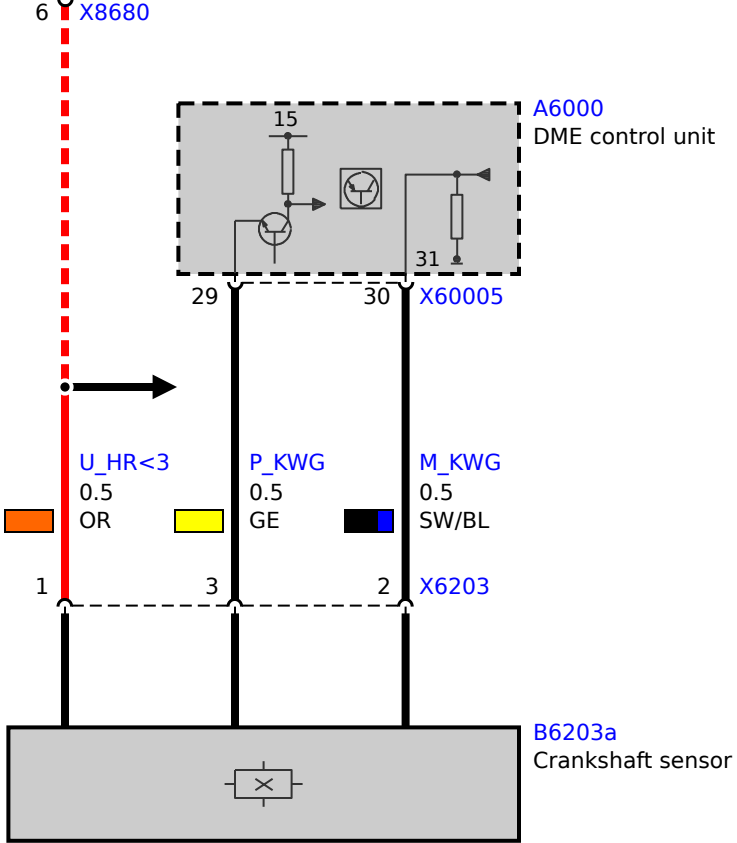 6 X8680
A6000
15
DME control unit
31
29 30 X60005
U_HR<3 P_KWG M_KWG
0.5 0.5 0.5
OR GE SW/BL
1 3 2 X6203
B6203a
Crankshaft sensor